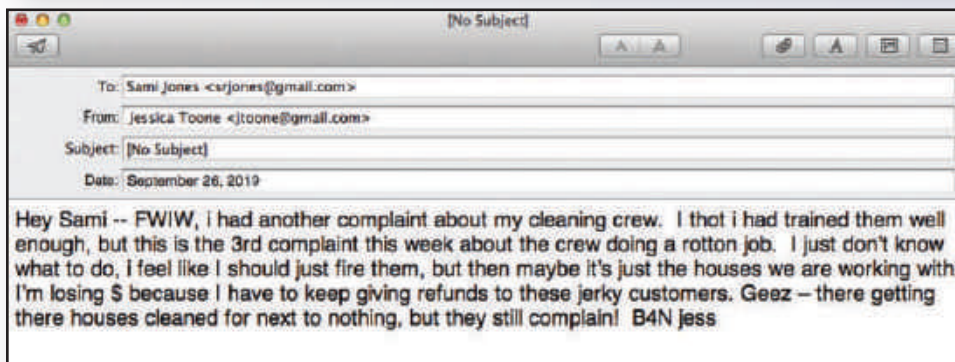 [No Subject]
A A A
To: Sami Jones <srjones@gmail.com>
From: Jessica Toone <jtoone@gmail.com>
Subject: [No Subject]
Date: September 26, 2019
Hey Sami -- FWIW, i had another complaint about my cleaning crew. I thot i had trained them well
enough, but this is the 3rd complaint this week about the crew doing a rotton job. I just don't know
what to do, i feel like I should just fire them, but then maybe it's just the houses we are working with
I'm losing $ because I have to keep giving refunds to these jerky customers. Geez – there getting
there houses cleaned for next to nothing, but they still complain! B4N jess